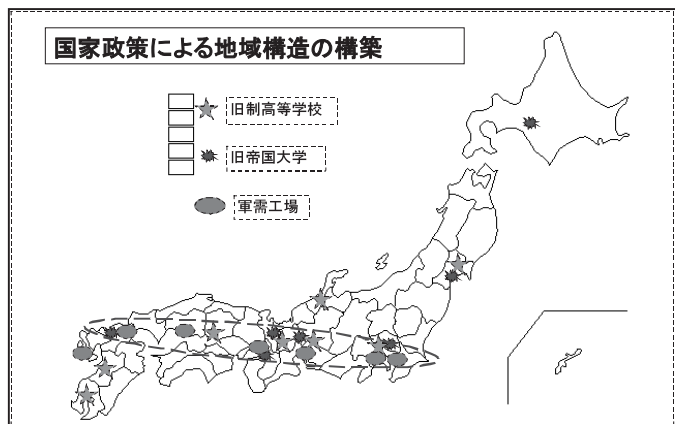 国家政策による地域構造の構築
旧制高等学校
旧帝国大学
軍需工場